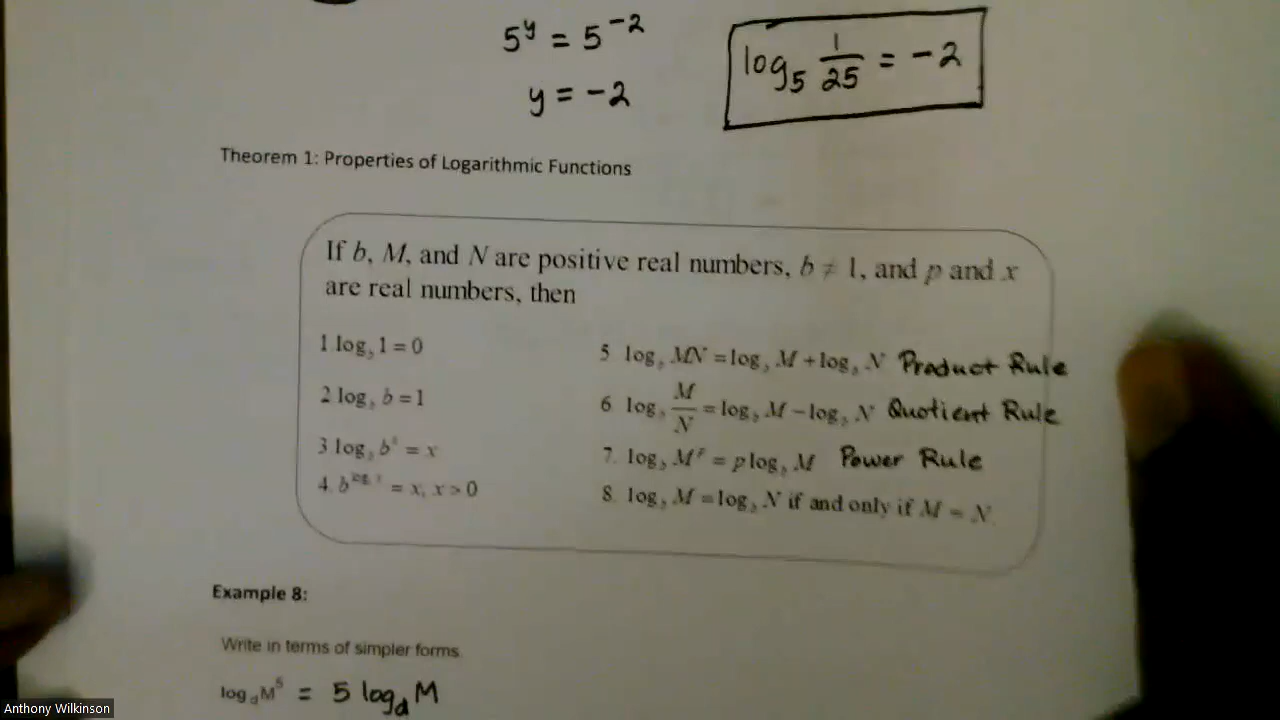 5^y = 5^-2
log_5 1/25 = -2
y = -2
Theorem 1: Properties of Logarithmic Functions
If b, M, and N are positive real numbers, b ≠ 1, and p and x
are real numbers, then
1. log_b 1 = 0
2. log_b b = 1
3. log_b b^x = x
4. b^(log_b x) = x, x > 0
5. log_b MN = log_b M + log_b N Product Rule
6. log_b M/N = log_b M - log_b N Quotient Rule
7. log_b M^p = p log_b M Power Rule
8. log_b M = log_b N if and only if M = N.
Example 8:
Write in terms of simpler forms.
log_d M^5 = 5 log_d M
Anthony Wilkinson